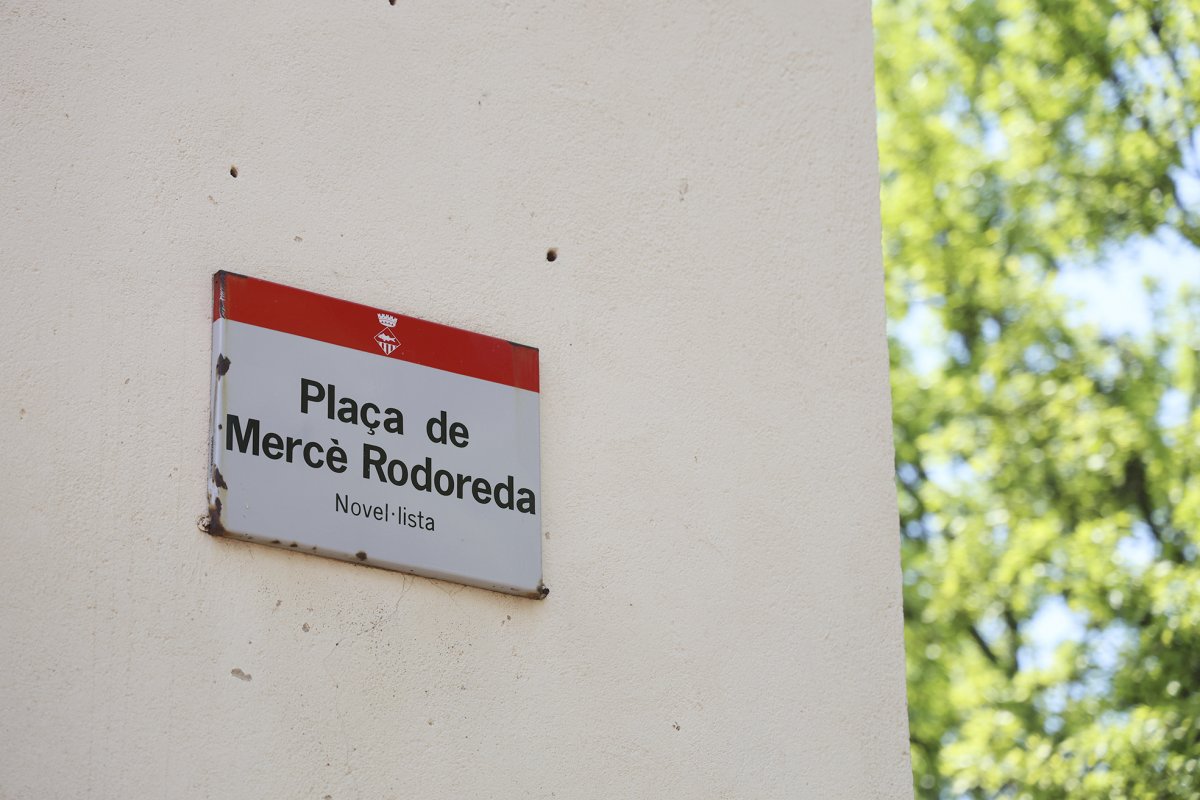 Plaça de
Mercè Rodoreda
Novel·lista